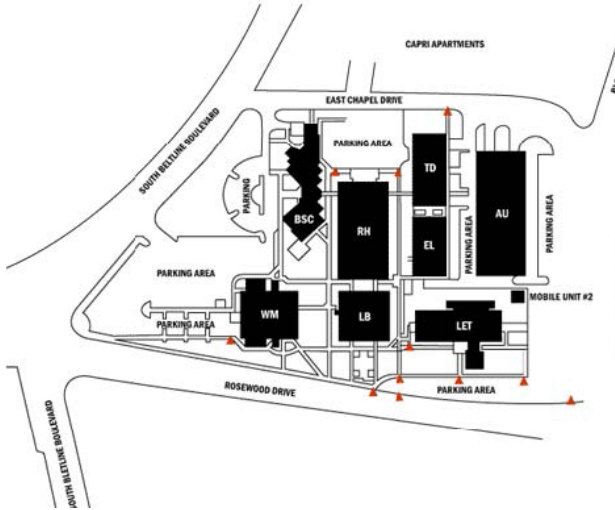 CAPRI APARTMENTS
EAST CHAPEL DRIVE
SOUTH BELTLINE BOULEVARD
PARKING AREA
TD
BSC
PARKING
RH
EL
AU
PARKING AREA
PARKING AREA
PARKING AREA
MOBILE UNIT #2
WM
LB
LET
PARKING AREA
ROSEWOOD DRIVE
PARKING AREA
SOUTH BLETLINE BOULEVARD